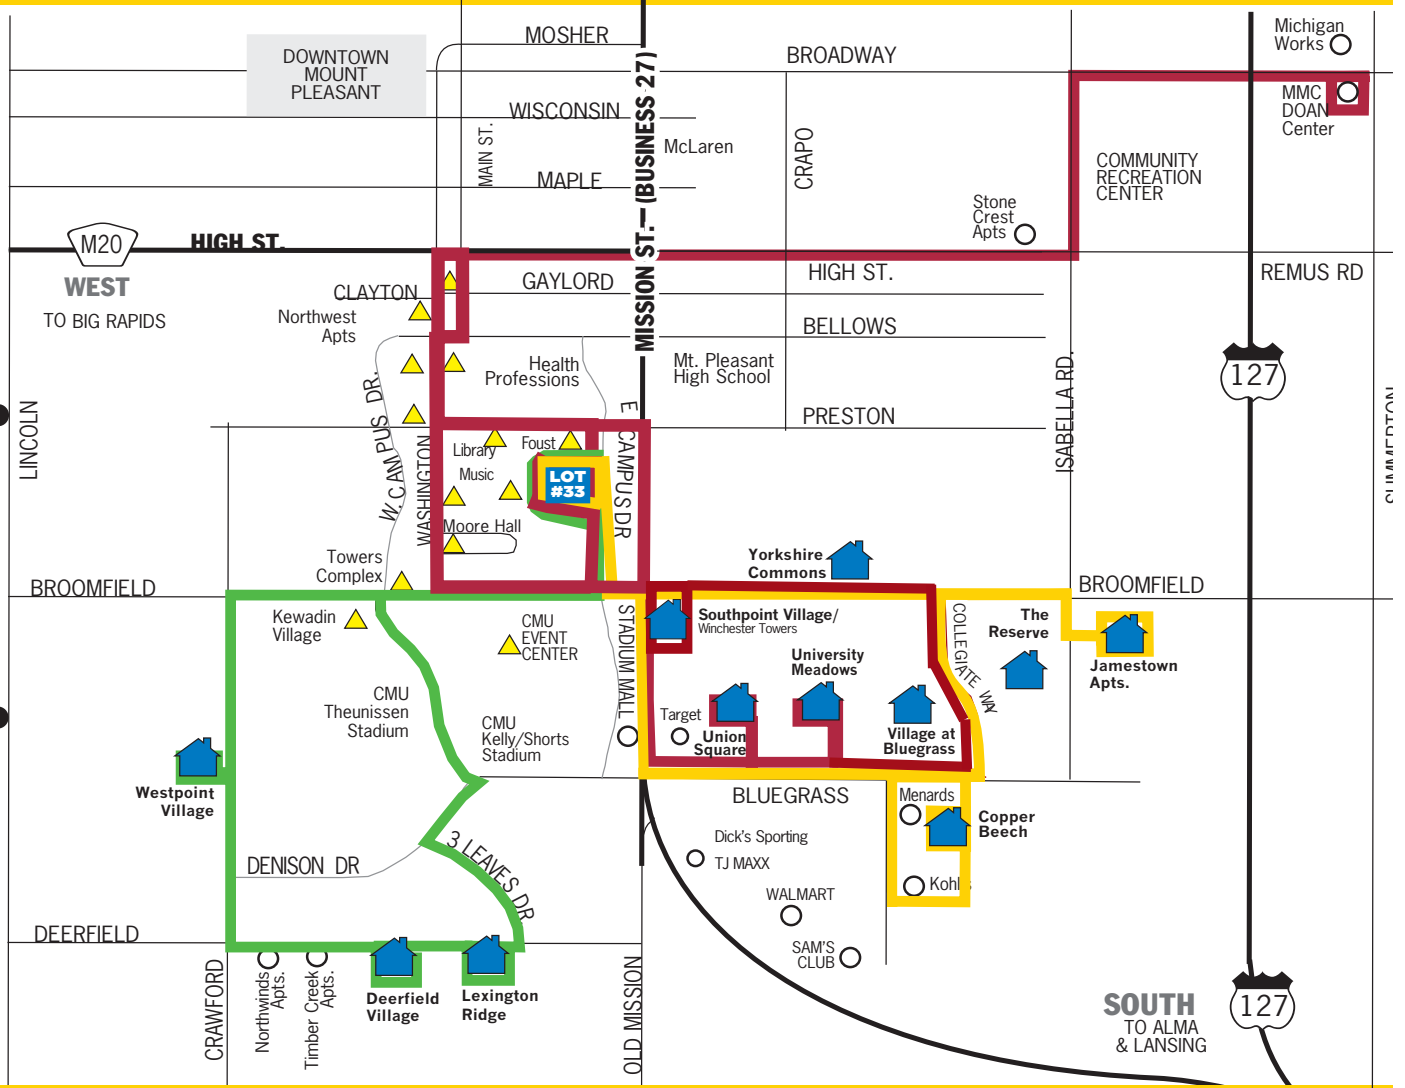 MOSHER
Michigan
Works
DOWNTOWN
MOUNT
PLEASANT
BROADWAY
MMC
DOAN
Center
WISCONSIN
MAIN ST.
McLaren
CRAPO
MAPLE
COMMUNITY
RECREATION
CENTER
MISSION ST.— (BUSINESS 27)
Stone
Crest
Apts
M20
HIGH ST.
WEST
TO BIG RAPIDS
GAYLORD
HIGH ST.
REMUS RD
CLAYTON
Northwest
Apts
BELLOWS
Health
Professions
Mt. Pleasant
High School
127
ISABELLA RD.
W. CAMPUS DR.
LINCOLN
SUMMERTON
E CAMPUS DR
PRESTON
WASHINGTON
Library
Foust
Music
LOT
#33
Moore Hall
Towers
Complex
Yorkshire
Commons
BROOMFIELD
BROOMFIELD
Kewadin
Village
CMU
EVENT
CENTER
STADIUM MALL
Southpoint Village/
Winchester Towers
COLLEGIATE WAY
The
Reserve
University
Meadows
Jamestown
Apts.
CMU
Theunissen
Stadium
CMU
Kelly/Shorts
Stadium
Target
Union
Square
Village at
Bluegrass
Westpoint
Village
BLUEGRASS
Menards
Copper
Beech
Dick's Sporting
TJ MAXX
3 LEAVES DR
DENISON DR
Kohl's
WALMART
DEERFIELD
SAM'S
CLUB
CRAWFORD
Northwinds
Apts.
Timber Creek
Apts.
Deerfield
Village
Lexington
Ridge
OLD MISSION
SOUTH
TO ALMA
& LANSING
127